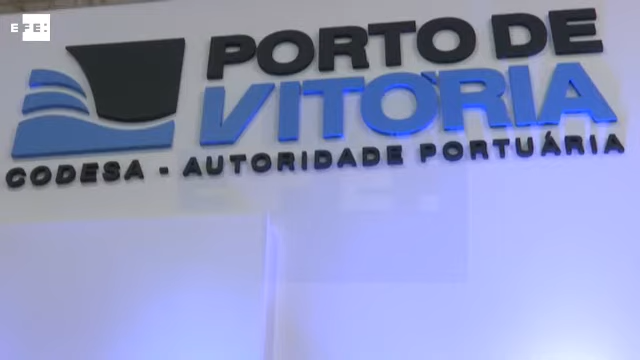 EFE:
PORTO DE
VITÓRIA
CODESA - AUTORIDADE PORTUÁRIA